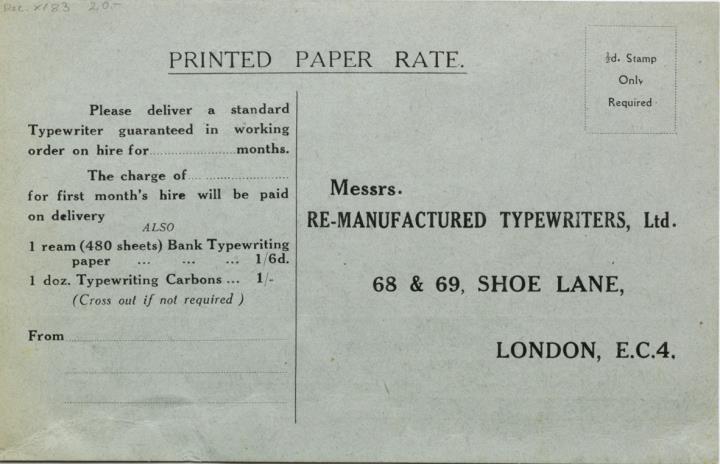 Dec. X183 20.-
PRINTED PAPER RATE.
½d. Stamp
Only
Required
Please deliver a standard
Typewriter guaranteed in working
order on hire for....................months.
The charge of.... ....................
for first month's hire will be paid
on delivery
ALSO
1 ream (480 sheets) Bank Typewriting
paper ... ... ... 1/6d.
1 doz. Typewriting Carbons ... 1/-
(Cross out if not required )
From
Messrs.
RE-MANUFACTURED TYPEWRITERS, Ltd.
68 & 69, SHOE LANE,
LONDON, E.C.4.